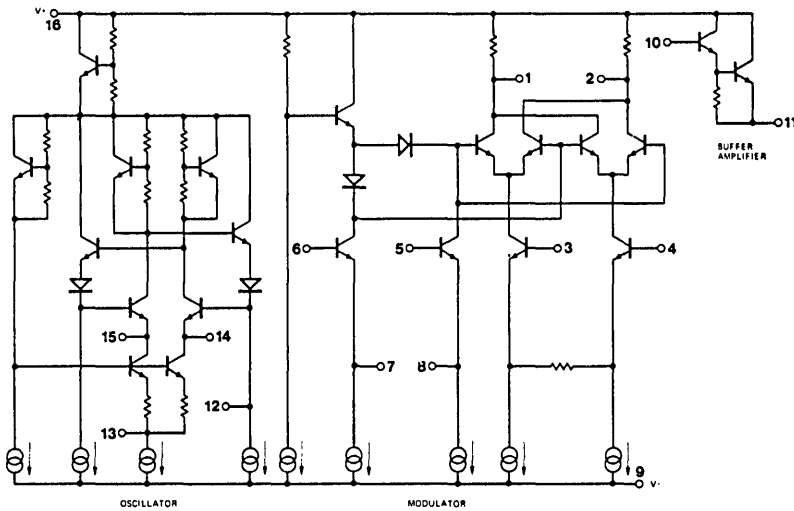 V+
16
10
1
2
11
BUFFER
AMPLIFIER
6
5
3
4
15
14
7
8
12
13
9
V-
OSCILLATOR
MODULATOR